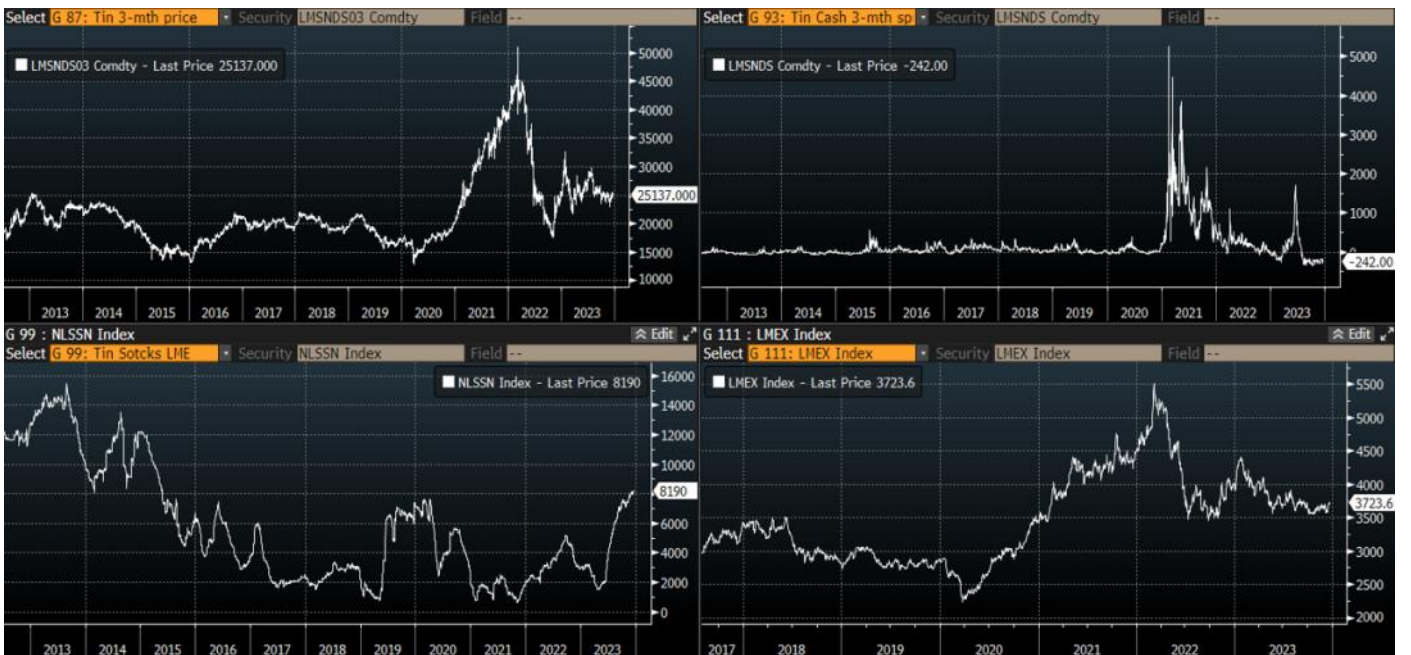 Select G 87: Tin 3-mth price Security LMSNDS03 Comdty Field --
LMSNDS03 Comdty - Last Price 25137.000
50000
45000
40000
35000
30000
25137.000
20000
15000
10000
2013 2014 2015 2016 2017 2018 2019 2020 2021 2022 2023
Select G 93: Tin Cash 3-mth sp Security LMSNDS Comdty Field --
LMSNDS Comdty - Last Price -242.00
5000
4000
3000
2000
1000
0
-242.00
2013 2014 2015 2016 2017 2018 2019 2020 2021 2022 2023
G 99 : NLSSN Index Edit
Select G 99: Tin Sotcks LME Security NLSSN Index Field --
NLSSN Index - Last Price 8190
16000
14000
12000
10000
8190
6000
4000
2000
0
2013 2014 2015 2016 2017 2018 2019 2020 2021 2022 2023
G 111 : LMEX Index Edit
Select G 111: LMEX Index Security LMEX Index Field --
LMEX Index - Last Price 3723.6
5500
5000
4500
4000
3723.6
3500
3000
2500
2000
2017 2018 2019 2020 2021 2022 2023